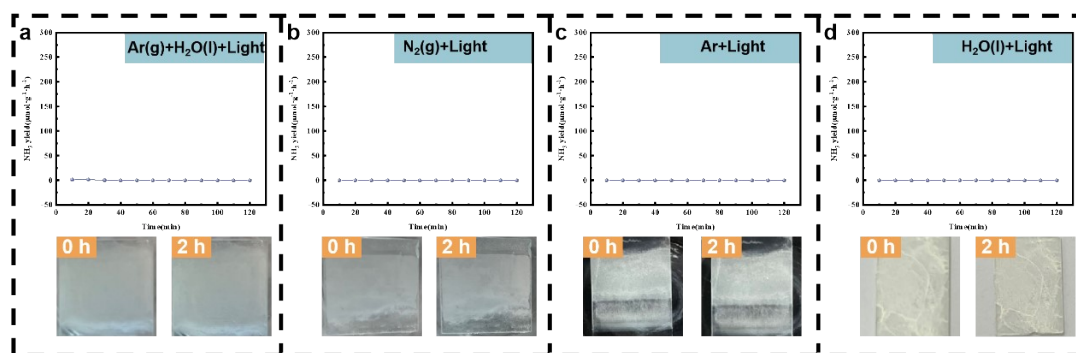 a
Ar(g)+H₂O(l)+Light
300
250
200
150
100
50
0
50
NH₃ yield(μmol·g⁻¹·h⁻¹)
0 20 40 60 80 100 120
Time(min)
0 h
2 h
b
N₂(g)+Light
300
250
200
150
100
50
0
50
NH₃ yield(μmol·g⁻¹·h⁻¹)
0 20 40 60 80 100 120
Time(min)
0 h
2 h
c
Ar+Light
300
250
200
150
100
50
0
50
NH₃ yield(μmol·g⁻¹·h⁻¹)
0 20 40 60 80 100 120
Time(min)
0 h
2 h
d
H₂O(l)+Light
300
250
200
150
100
50
0
50
NH₃ yield(μmol·g⁻¹·h⁻¹)
0 20 40 60 80 100 120
Time(min)
0 h
2 h